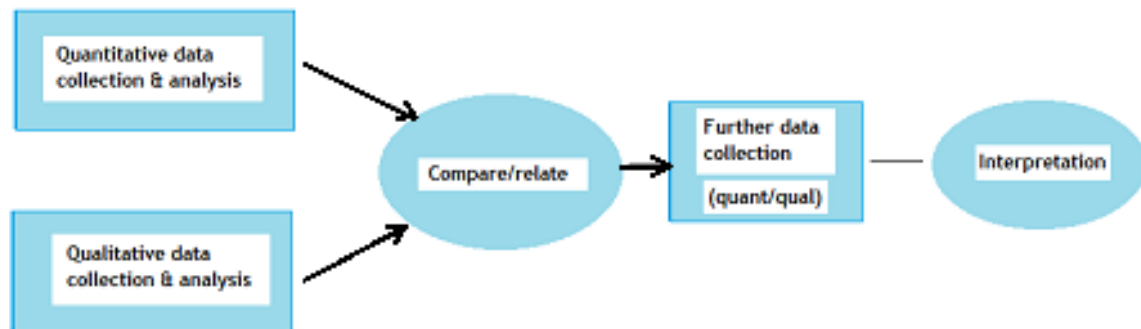 Quantitative data
collection & analysis
Qualitative data
collection & analysis
Compare/relate
Further data
collection
(quant/qual)
Interpretation